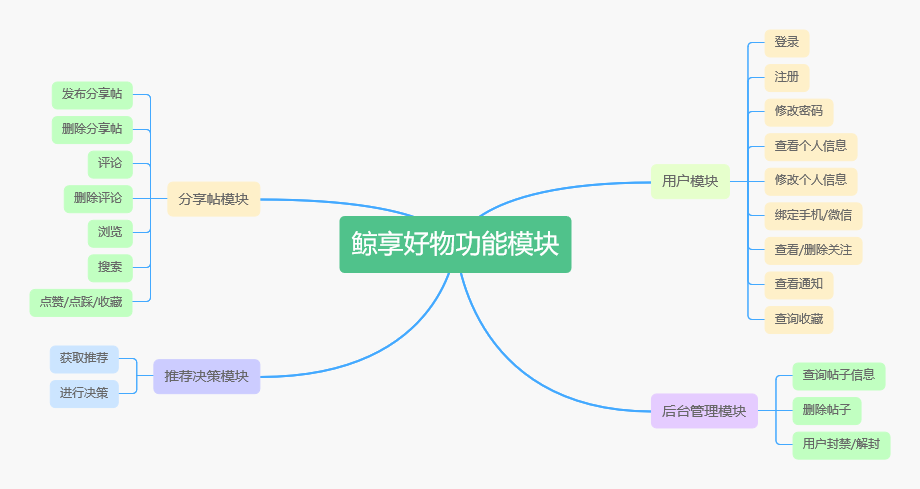 鲸享好物功能模块
用户模块
登录
注册
修改密码
查看个人信息
修改个人信息
绑定手机/微信
查看/删除关注
查看通知
查询收藏
后台管理模块
查询帖子信息
删除帖子
用户封禁/解封
分享帖模块
发布分享帖
删除分享帖
评论
删除评论
浏览
搜索
点赞/点踩/收藏
推荐决策模块
获取推荐
进行决策